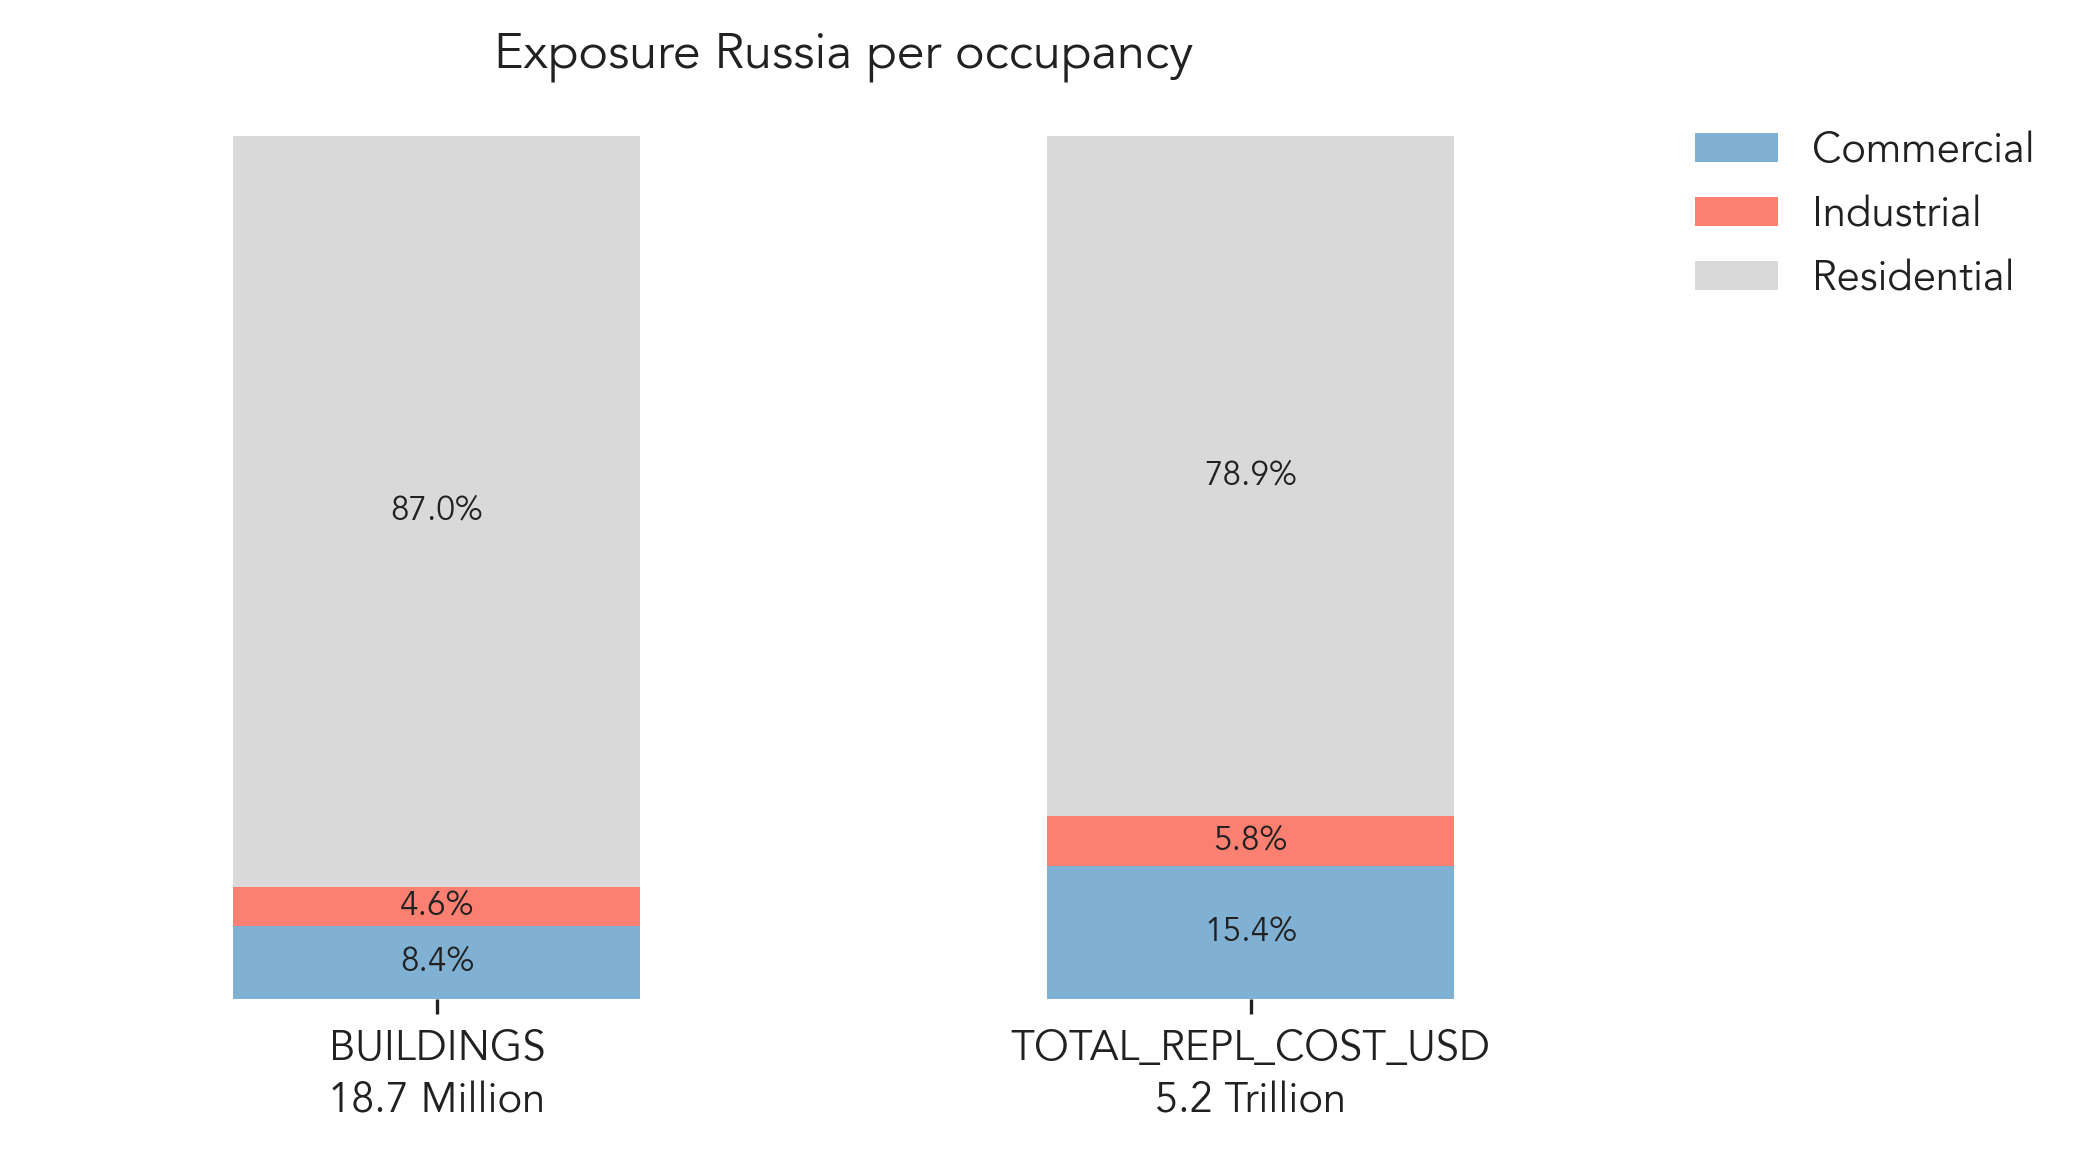 Exposure Russia per occupancy
Commercial
Industrial
Residential
87.0%
4.6%
8.4%
78.9%
5.8%
15.4%
BUILDINGS
18.7 Million
TOTAL_REPL_COST_USD
5.2 Trillion